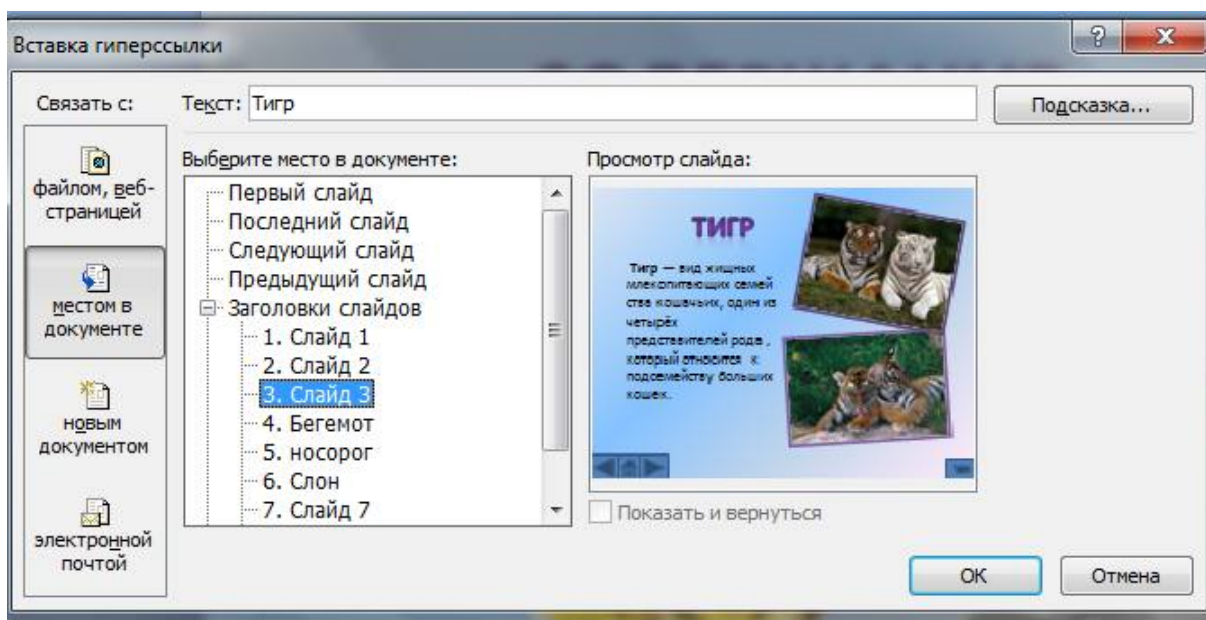 Вставка гиперссылки
Связать с:
Текст: Тигр
Подсказка...
файлом, веб-
страницей
местом в
документе
новым
документом
электронной
почтой
Выберите место в документе:
Первый слайд
Последний слайд
Следующий слайд
Предыдущий слайд
Заголовки слайдов
1. Слайд 1
2. Слайд 2
3. Слайд 3
4. Бегемот
5. носорог
6. Слон
7. Слайд 7
Просмотр слайда:
ТИГР
Тигр — вид хищных
млекопитающих семей
ства кошачьих, один из
четырёх
представителей рода ,
который относится к
подсемейству больших
кошек.
Показать и вернуться
ОК
Отмена